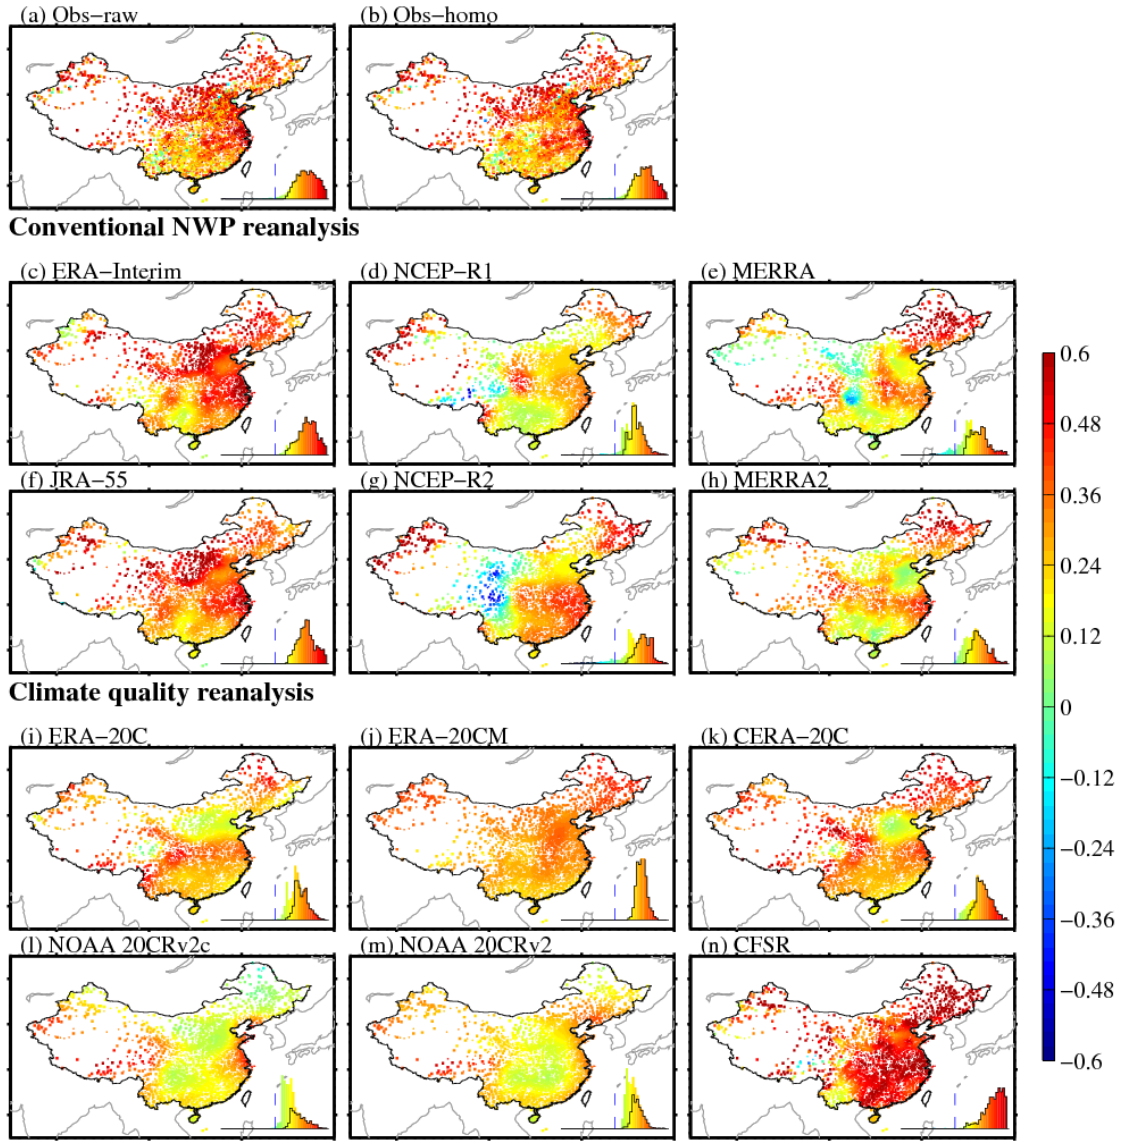 (a) Obs−raw
(b) Obs−homo
Conventional NWP reanalysis
(c) ERA−Interim
(d) NCEP−R1
(e) MERRA
(f) JRA−55
(g) NCEP−R2
(h) MERRA2
Climate quality reanalysis
(i) ERA−20C
(j) ERA−20CM
(k) CERA−20C
(l) NOAA 20CRv2c
(m) NOAA 20CRv2
(n) CFSR
0.6
0.48
0.36
0.24
0.12
0
−0.12
−0.24
−0.36
−0.48
−0.6